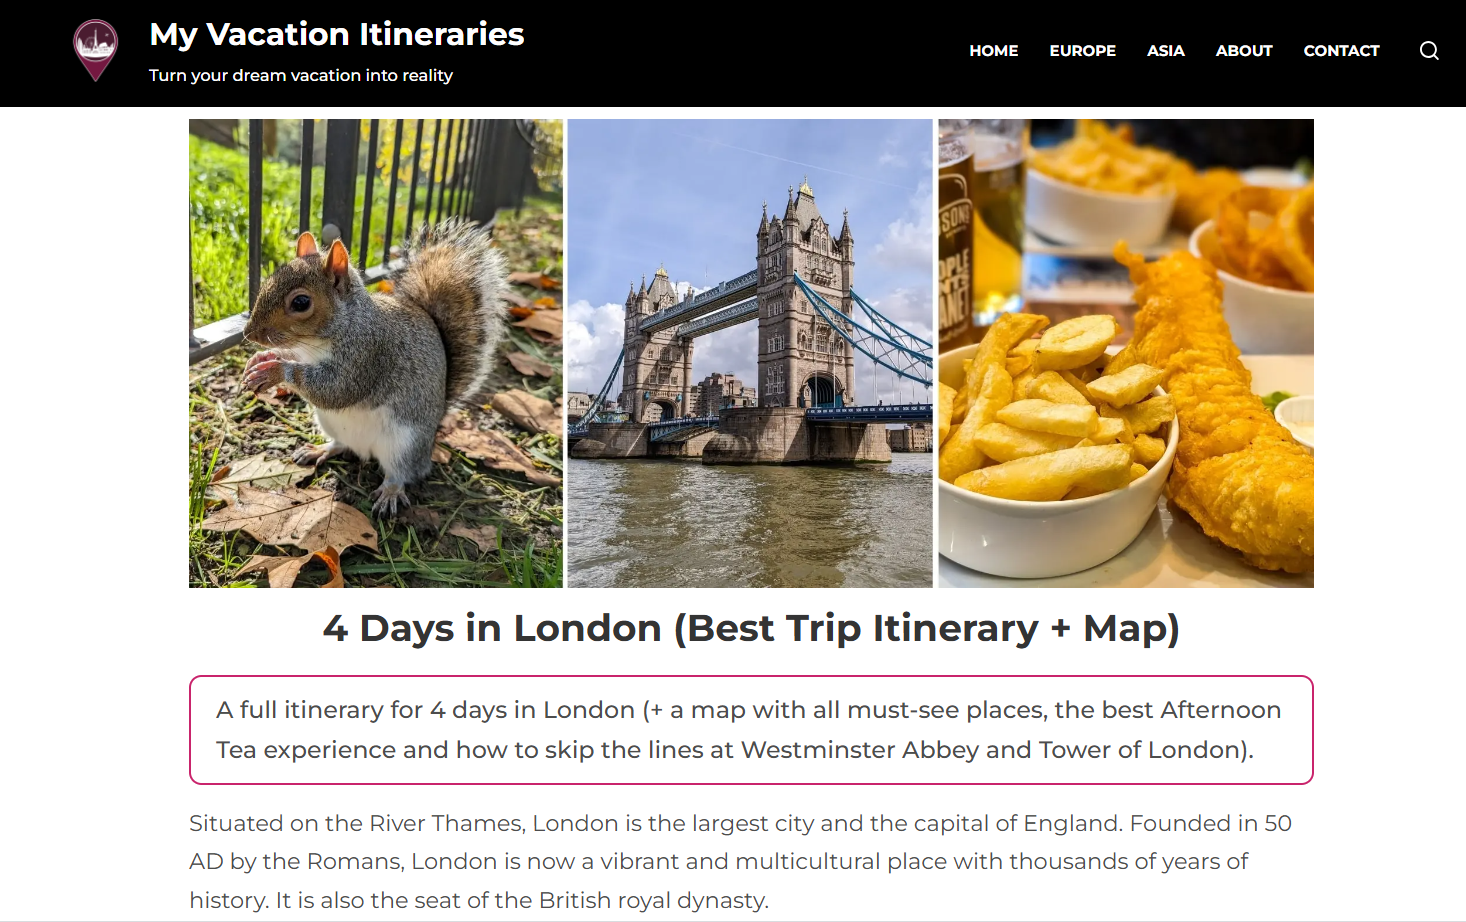 My Vacation Itineraries
Turn your dream vacation into reality
HOME EUROPE ASIA ABOUT CONTACT
4 Days in London (Best Trip Itinerary + Map)
A full itinerary for 4 days in London (+ a map with all must-see places, the best Afternoon
Tea experience and how to skip the lines at Westminster Abbey and Tower of London).
Situated on the River Thames, London is the largest city and the capital of England. Founded in 50
AD by the Romans, London is now a vibrant and multicultural place with thousands of years of
history. It is also the seat of the British royal dynasty.